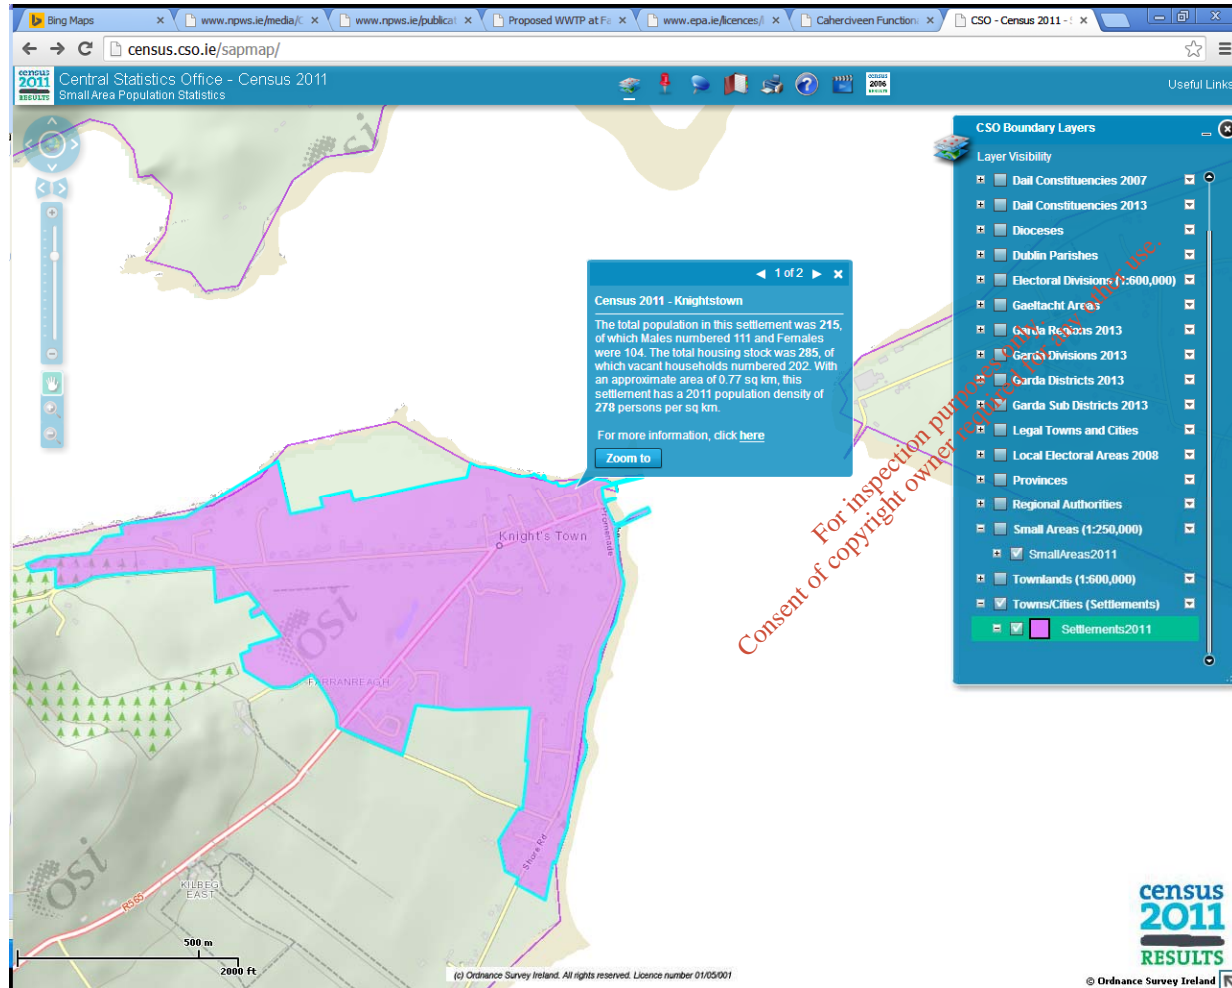 Bing Maps
www.npws.ie/media/
www.npws.ie/publicat
Proposed WWTP at Fa
www.epa.ie/licences/
Caherciveen Function
CSO - Census 2011 -
census.cso.ie/sapmap/
census
2011
RESULTS
Central Statistics Office - Census 2011
Small Area Population Statistics
census
2006
RESULTS
Useful Links
CSO Boundary Layers
Layer Visibility
Dail Constituencies 2007
Dail Constituencies 2013
Dioceses
Dublin Parishes
Electoral Divisions (1:600,000)
Gaeltacht Areas
Garda Regions 2013
Garda Divisions 2013
Garda Districts 2013
Garda Sub Districts 2013
Legal Towns and Cities
Local Electoral Areas 2008
Provinces
Regional Authorities
Small Areas (1:250,000)
SmallAreas2011
Townlands (1:600,000)
Towns/Cities (Settlements)
Settlements2011
1 of 2
Census 2011 - Knightstown
The total population in this settlement was 215,
of which Males numbered 111 and Females
were 104. The total housing stock was 285, of
which vacant households numbered 202. With
an approximate area of 0.77 sq km, this
settlement has a 2011 population density of
278 persons per sq km.
For more information, click here
Zoom to
For inspection purposes only.
Consent of copyright owner required for any other use.
osi
Knight's Town
Promenade
osi
FARRANREAGH
Shore Rd
osi
KILBEG
EAST
R565
500 m
2000 ft
(c) Ordnance Survey Ireland. All rights reserved. Licence number 01/05/001
census
2011
RESULTS
© Ordnance Survey Ireland